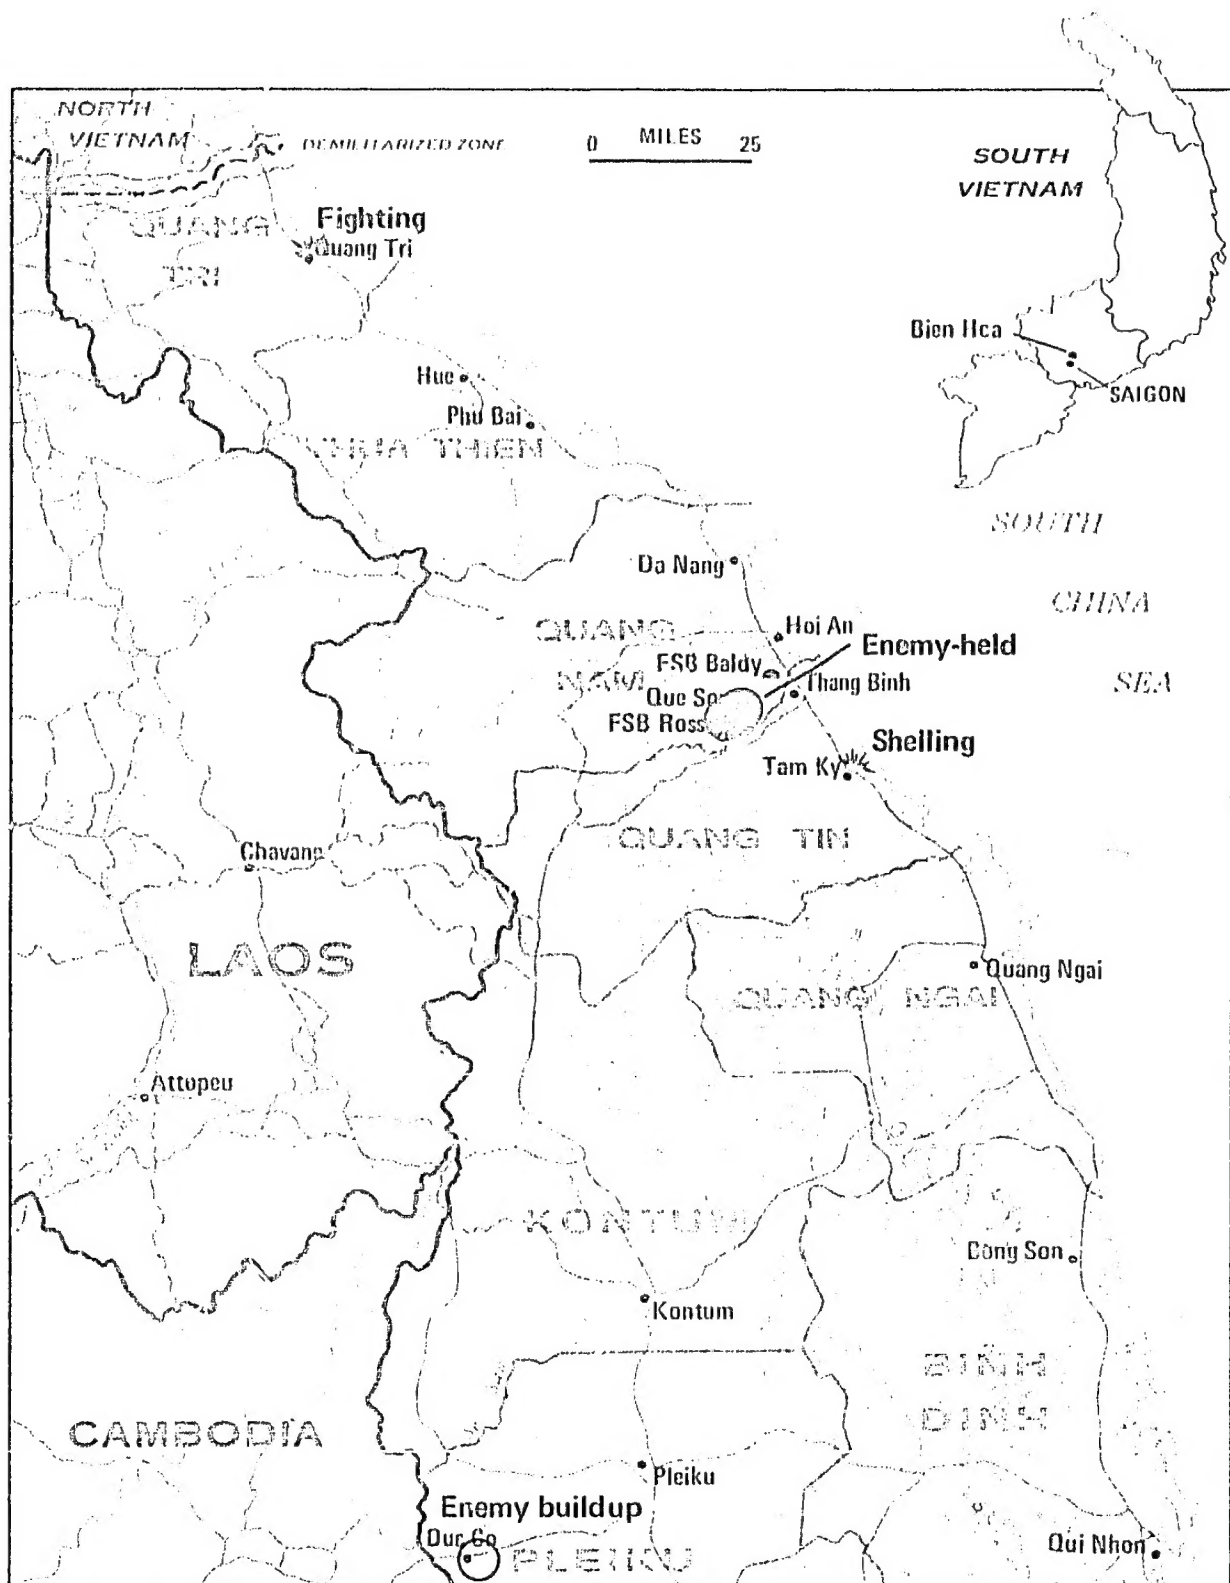 NORTH
VIETNAM
DEMILITARIZED ZONE
0 MILES 25
SOUTH
VIETNAM
QUANG
TRI
Fighting
Quang Tri
Bien Hoa
SAIGON
Hue
Phu Bai
THUA THIEN
SOUTH
CHINA
SEA
Da Nang
QUANG
NAM
Hoi An
Enemy-held
FSB Baldy
Thang Binh
Que So
FSB Ross
Shelling
Tam Ky
QUANG TIN
Chavane
LAOS
Quang Ngai
QUANG NGAI
Attopeu
KONTUM
Bong Son
Kontum
BINH
DINH
CAMBODIA
Pleiku
Enemy buildup
Duc Co
PLEIKU
Qui Nhon